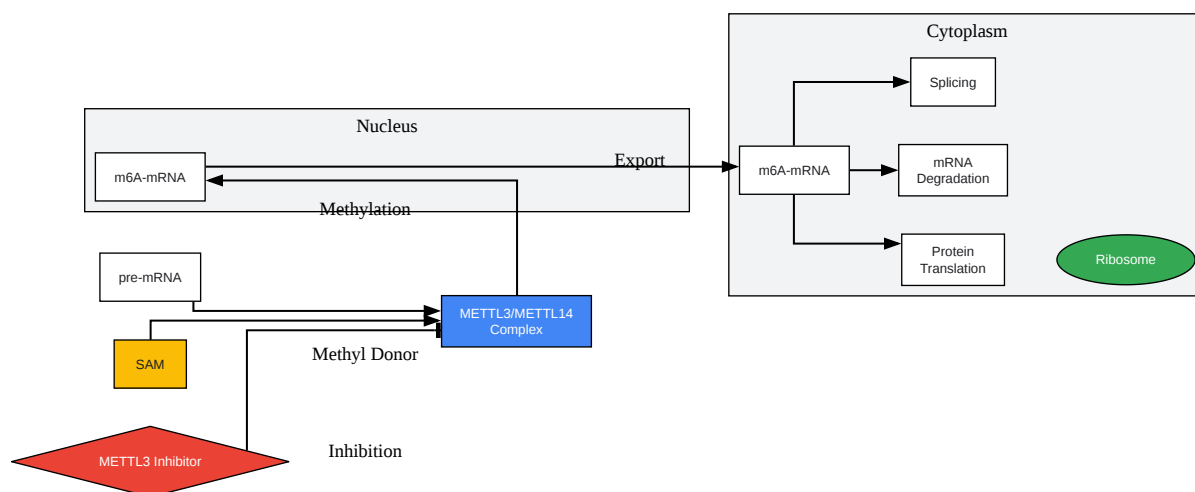 Cytoplasm
Splicing
Nucleus
m6A-mRNA
Export
m6A-mRNA
mRNA
Degradation
Methylation
Protein
Translation
Ribosome
pre-mRNA
METTL3/METTL14
Complex
Methyl Donor
SAM
Inhibition
METTL3 Inhibitor